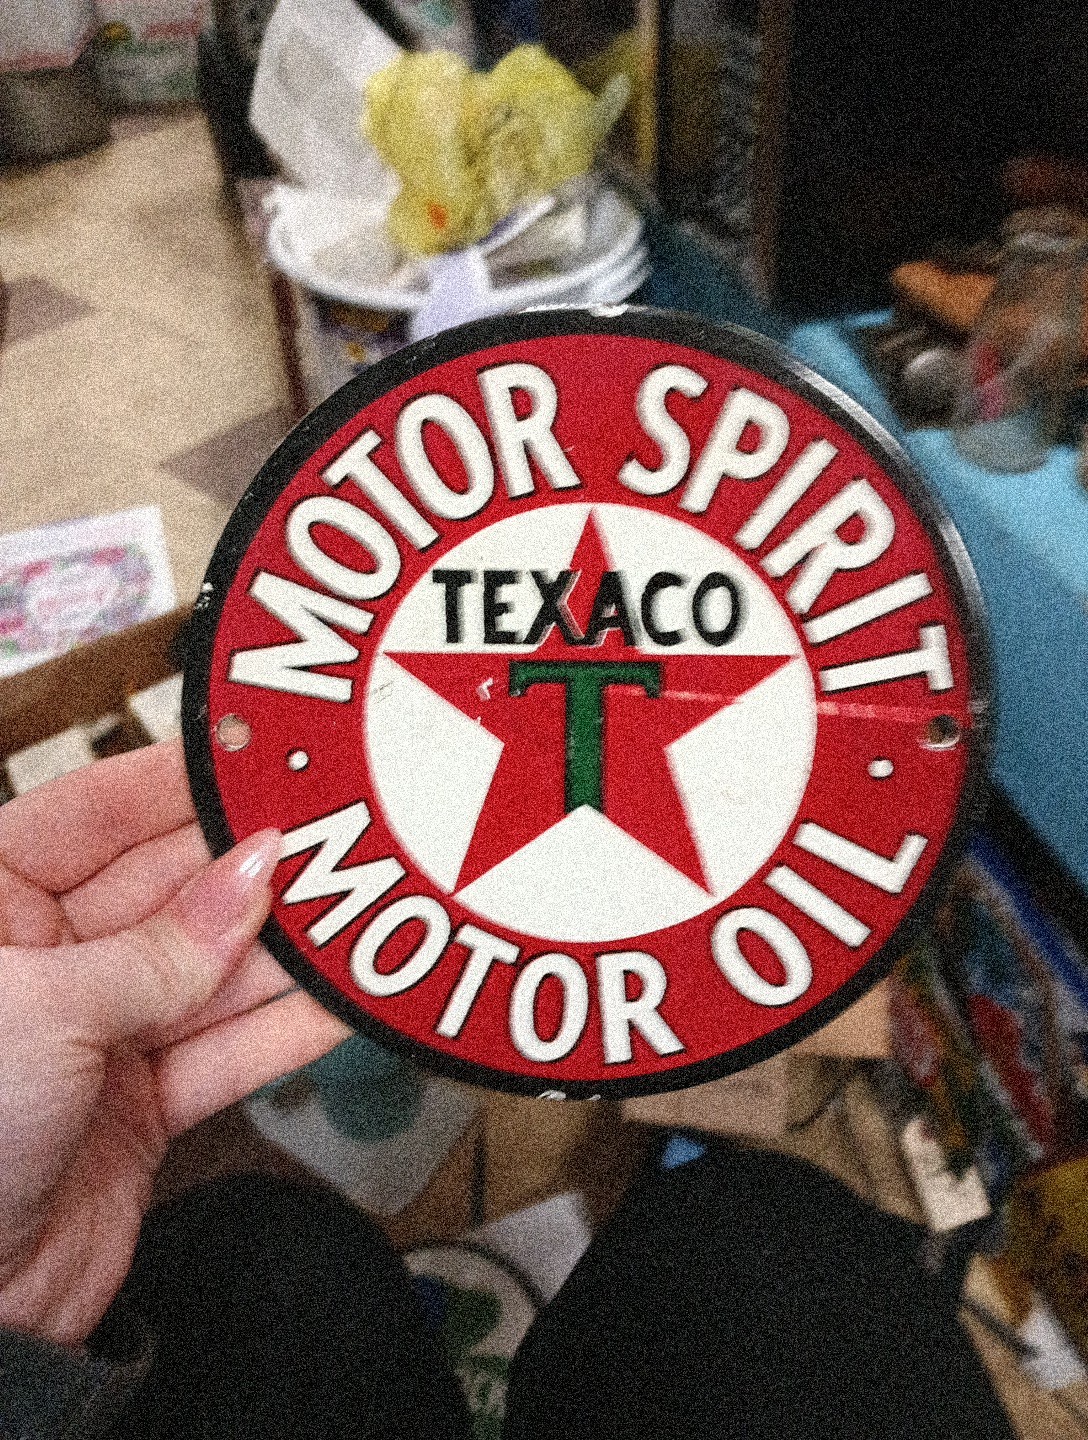 MOTOR SPIRIT
TEXACO
T
· MOTOR OIL ·